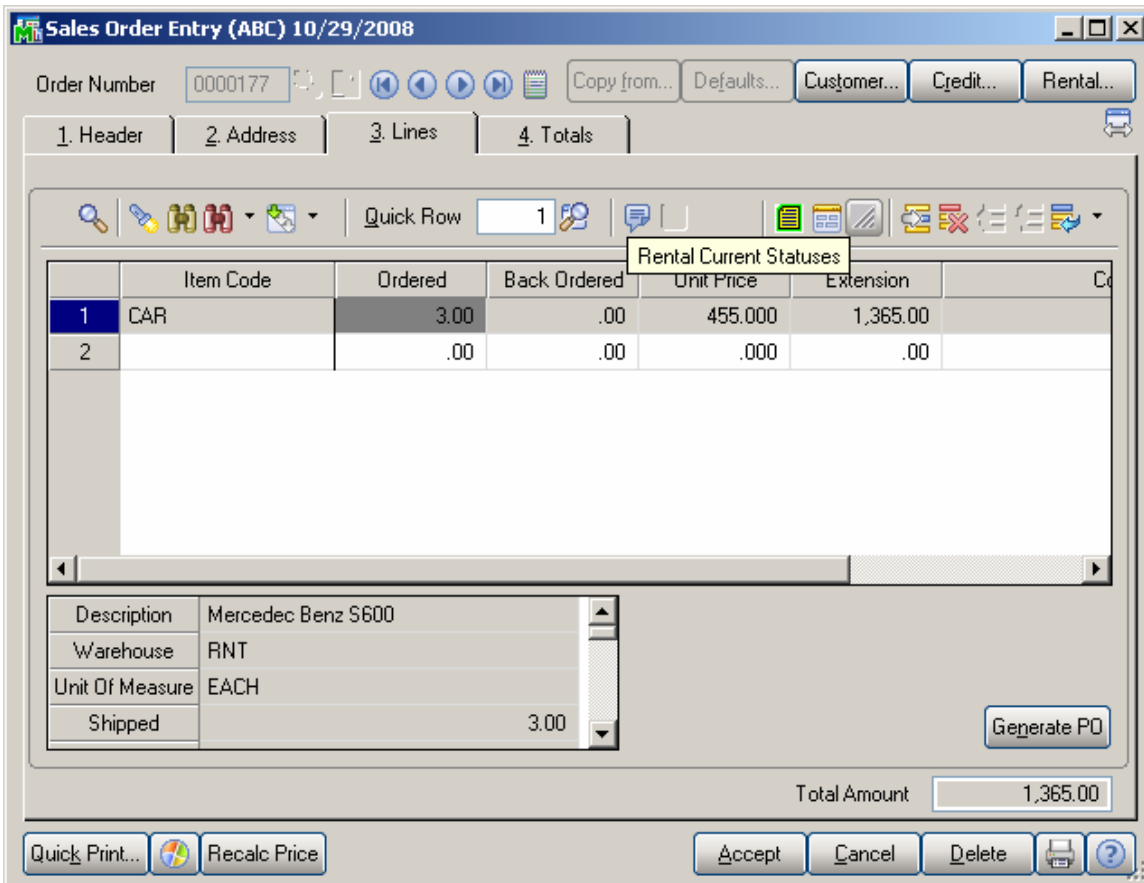 Sales Order Entry (ABC) 10/29/2008
Order Number 0000177 Copy from... Defaults... Customer... Credit... Rental...
1. Header 2. Address 3. Lines 4. Totals
Quick Row 1
Rental Current Statuses
Item Code Ordered Back Ordered Unit Price Extension Co
1 CAR 3.00 .00 455.000 1,365.00
2 .00 .00 .000 .00
Description Mercedec Benz S600
Warehouse RNT
Unit Of Measure EACH
Shipped 3.00
Generate PO
Total Amount 1,365.00
Quick Print... Recalc Price Accept Cancel Delete